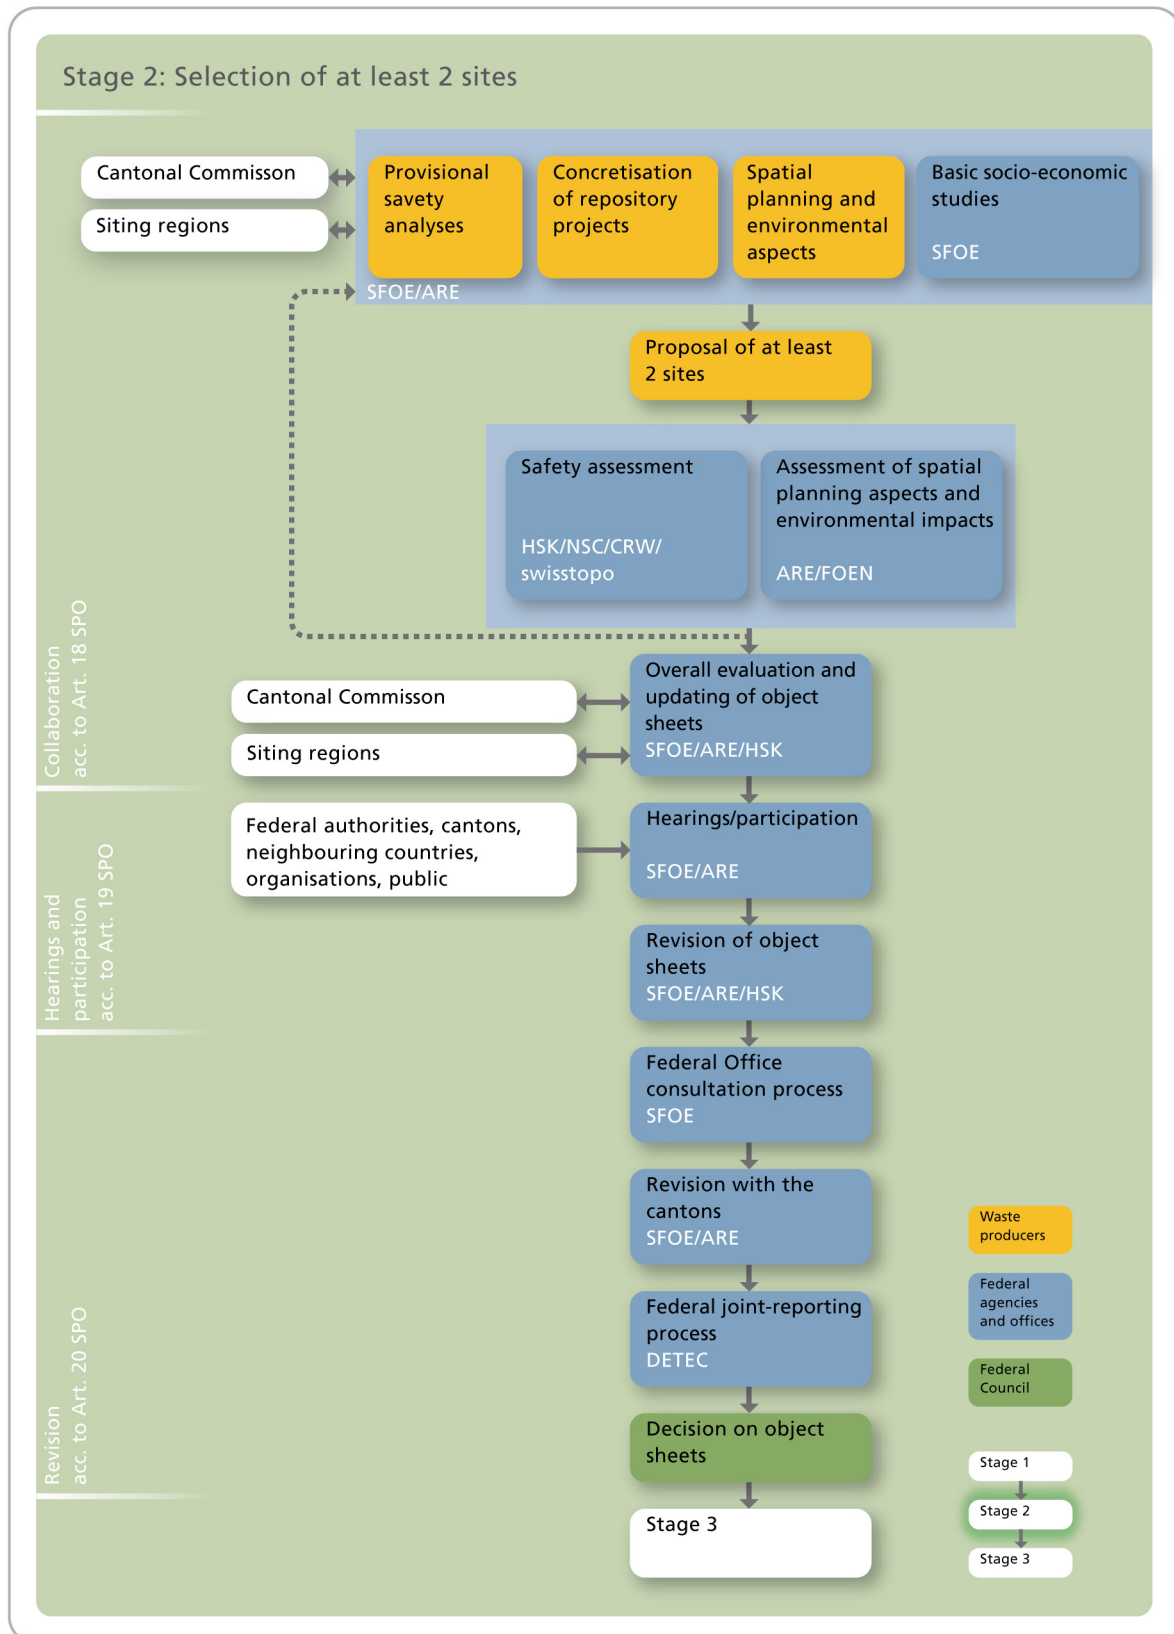 Stage 2: Selection of at least 2 sites
Cantonal Commisson
Siting regions
Provisional
savety
analyses
Concretisation
of repository
projects
Spatial
planning and
environmental
aspects
Basic socio-economic
studies
SFOE
SFOE/ARE
Proposal of at least
2 sites
Safety assessment
HSK/NSC/CRW/
swisstopo
Assessment of spatial
planning aspects and
environmental impacts
ARE/FOEN
Collaboration
acc. to Art. 18 SPO
Cantonal Commisson
Siting regions
Overall evaluation and
updating of object
sheets
SFOE/ARE/HSK
Hearings and
participation
acc. to Art. 19 SPO
Federal authorities, cantons,
neighbouring countries,
organisations, public
Hearings/participation
SFOE/ARE
Revision of object
sheets
SFOE/ARE/HSK
Revision
acc. to Art. 20 SPO
Federal Office
consultation process
SFOE
Revision with the
cantons
SFOE/ARE
Federal joint-reporting
process
DETEC
Decision on object
sheets
Stage 3
Waste
producers
Federal
agencies
and offices
Federal
Council
Stage 1
Stage 2
Stage 3